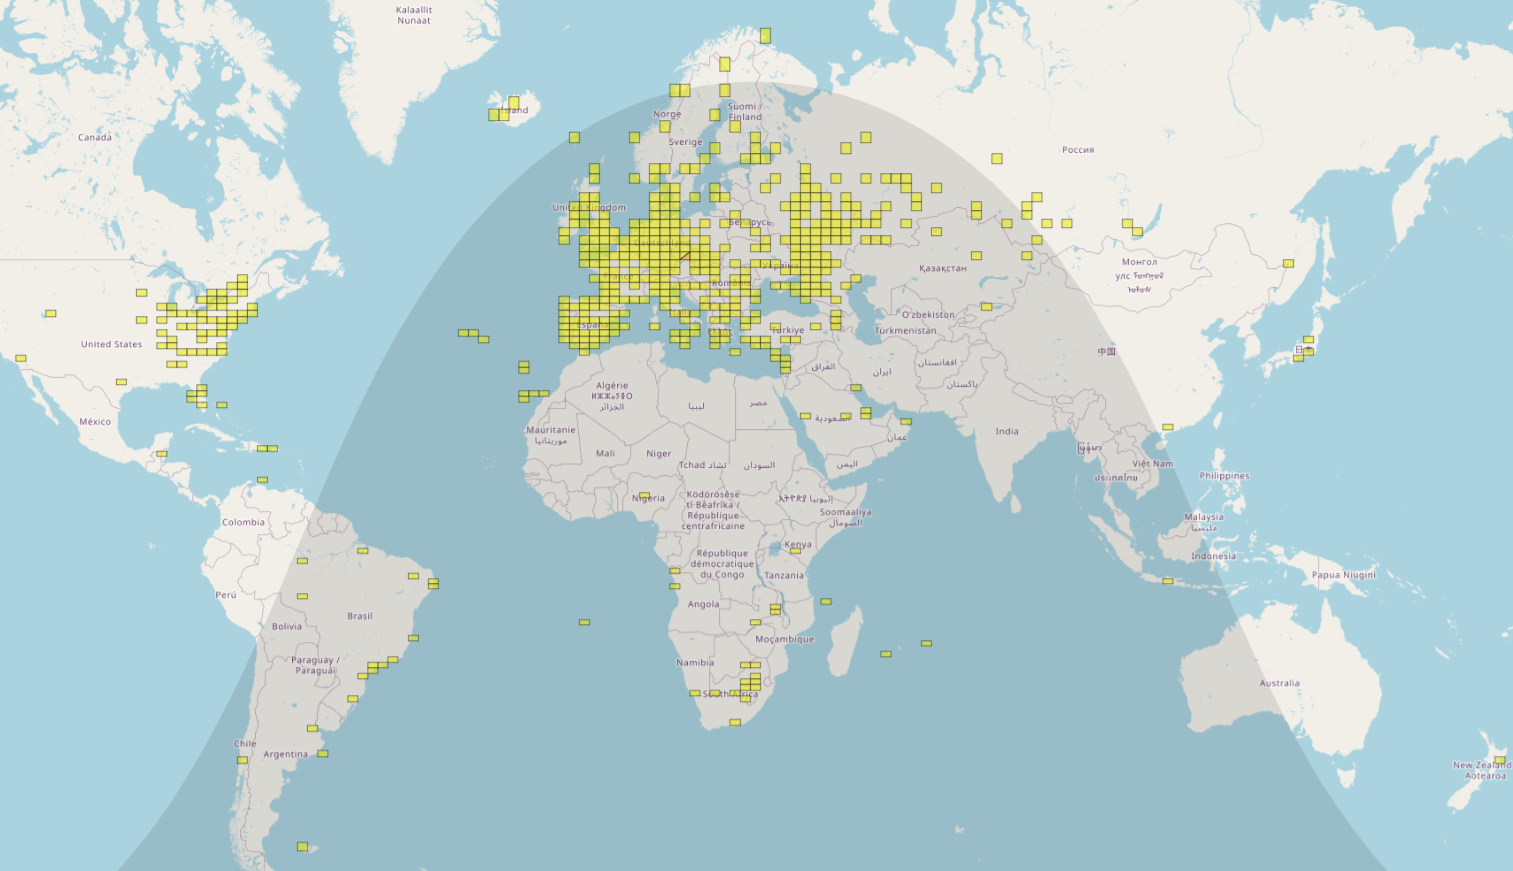 Kalaallit
Nunaat
Ísland
Norge
Suomi /
Finland
Sverige
Canada
Россия
United Kingdom
Беларусь
Deutschland
Україна
France
Қазақстан
Монгол
улс
România
O'zbekiston
Italia
España
Türkiye
Türkmenistan
United States
中国
العراق
ایران
افغانستان
پاکستان
Algérie
ⵍⵣⵣⴰⵢⴻⵔ
الجزائر
ليبيا
مصر
السعودية
México
Mauritanie
موريتانيا
Mali
Niger
Tchad تشاد
السودان
اليمن
عمان
India
Việt Nam
ประเทศไทย
Philippines
Nigeria
Ködörösêse
tî Bêafrîka /
République
centrafricaine
Soomaaliya
الصومال
Colombia
Malaysia
مليسيا
Kenya
Indonesia
République
démocratique
du Congo
Tanzania
Papua Niugini
Perú
Angola
Brasil
Bolivia
Moçambique
Paraguay /
Paraguái
Namibia
South Africa
Australia
Chile
Argentina
New Zealand
Aotearoa